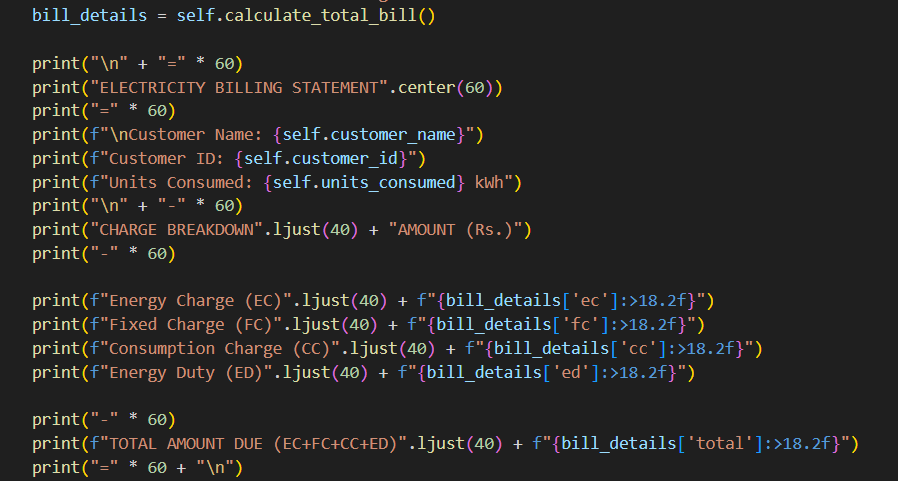 bill_details = self.calculate_total_bill()
print("\n" + "=" * 60)
print("ELECTRICITY BILLING STATEMENT".center(60))
print("=" * 60)
print(f"\nCustomer Name: {self.customer_name}")
print(f"Customer ID: {self.customer_id}")
print(f"Units Consumed: {self.units_consumed} kWh")
print("\n" + "-" * 60)
print("CHARGE BREAKDOWN".ljust(40) + "AMOUNT (Rs.)")
print("-" * 60)
print(f"Energy Charge (EC)".ljust(40) + f"{bill_details['ec']:>18.2f}")
print(f"Fixed Charge (FC)".ljust(40) + f"{bill_details['fc']:>18.2f}")
print(f"Consumption Charge (CC)".ljust(40) + f"{bill_details['cc']:>18.2f}")
print(f"Energy Duty (ED)".ljust(40) + f"{bill_details['ed']:>18.2f}")
print("-" * 60)
print(f"TOTAL AMOUNT DUE (EC+FC+CC+ED)".ljust(40) + f"{bill_details['total']:>18.2f}")
print("=" * 60 + "\n")